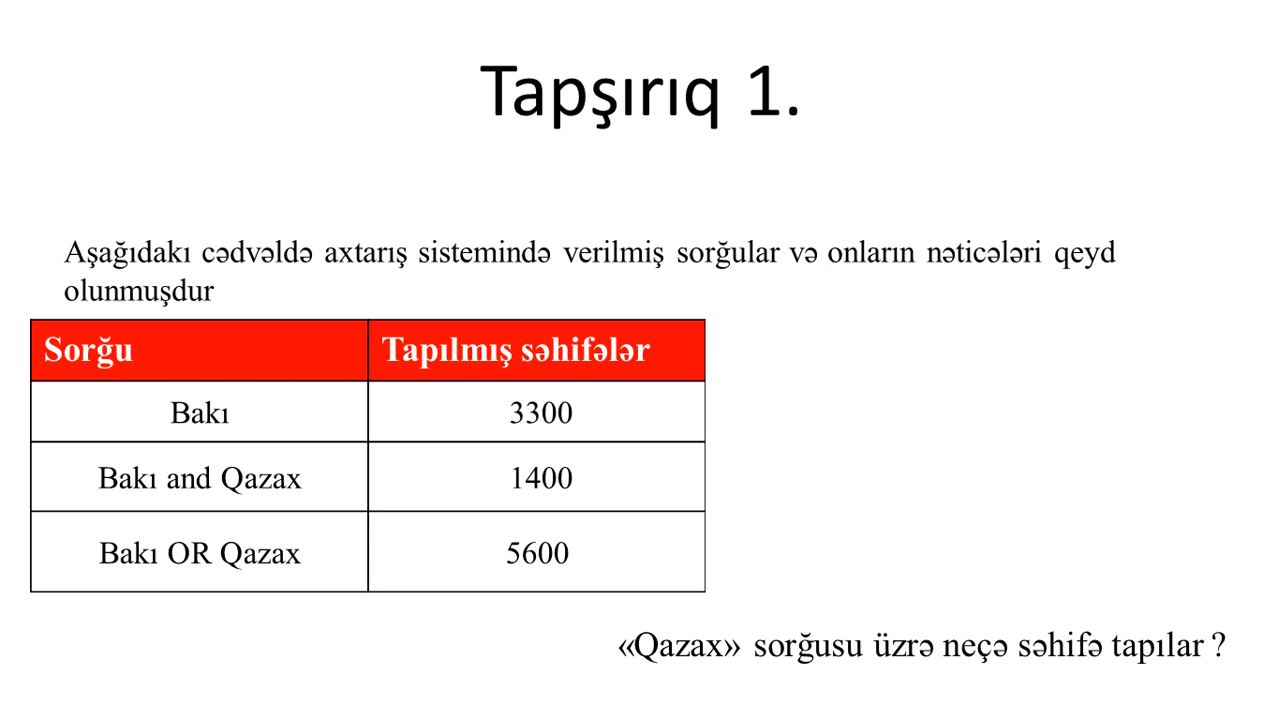 Tapşırıq 1.
Aşağıdakı cədvəldə axtarış sistemində verilmiş sorğular və onların nəticələri qeyd
olunmuşdur
Sorğu Tapılmış səhifələr
Bakı 3300
Bakı and Qazax 1400
Bakı OR Qazax 5600
«Qazax» sorğusu üzrə neçə səhifə tapılar ?